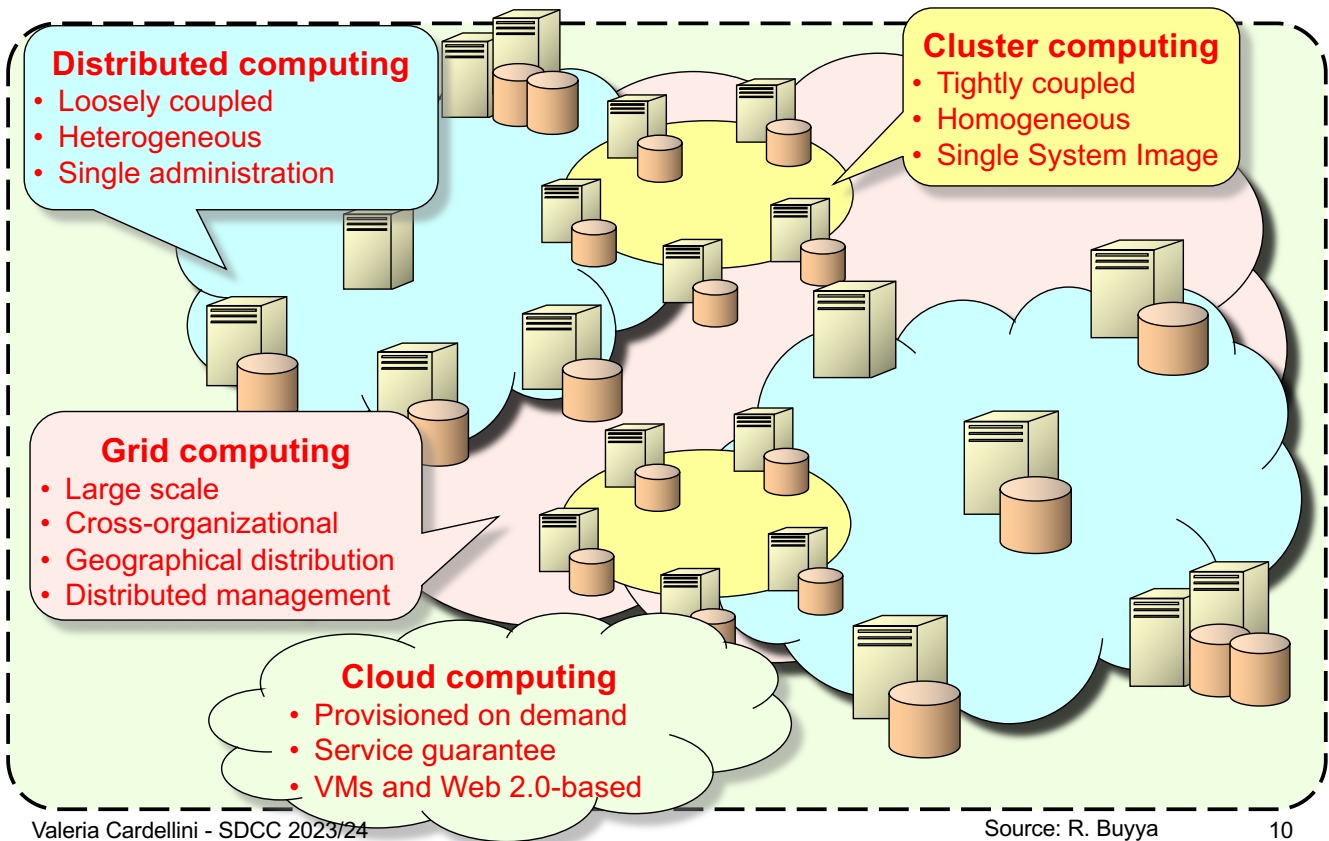 Distributed computing
• Loosely coupled
• Heterogeneous
• Single administration
Cluster computing
• Tightly coupled
• Homogeneous
• Single System Image
Grid computing
• Large scale
• Cross-organizational
• Geographical distribution
• Distributed management
Cloud computing
• Provisioned on demand
• Service guarantee
• VMs and Web 2.0-based
Valeria Cardellini - SDCC 2023/24
Source: R. Buyya
10